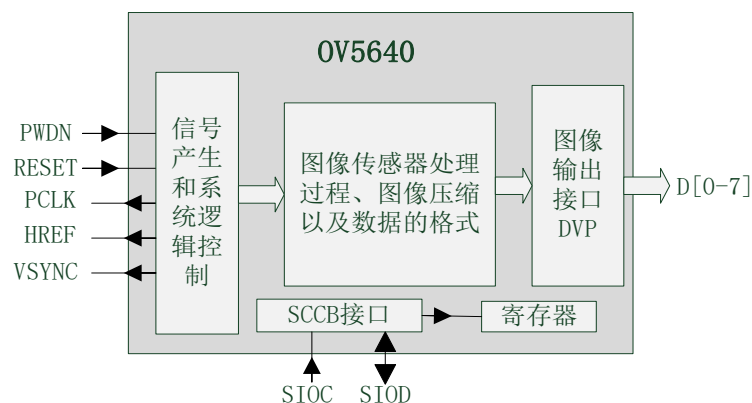 OV5640
PWDN
RESET
PCLK
HREF
VSYNC
信号
产生
和系
统逻
辑控
制
图像传感器处理
过程、图像压缩
以及数据的格式
图像
输出
接口
DVP
D[0-7]
SCCB接口
寄存器
SIOC
SIOD